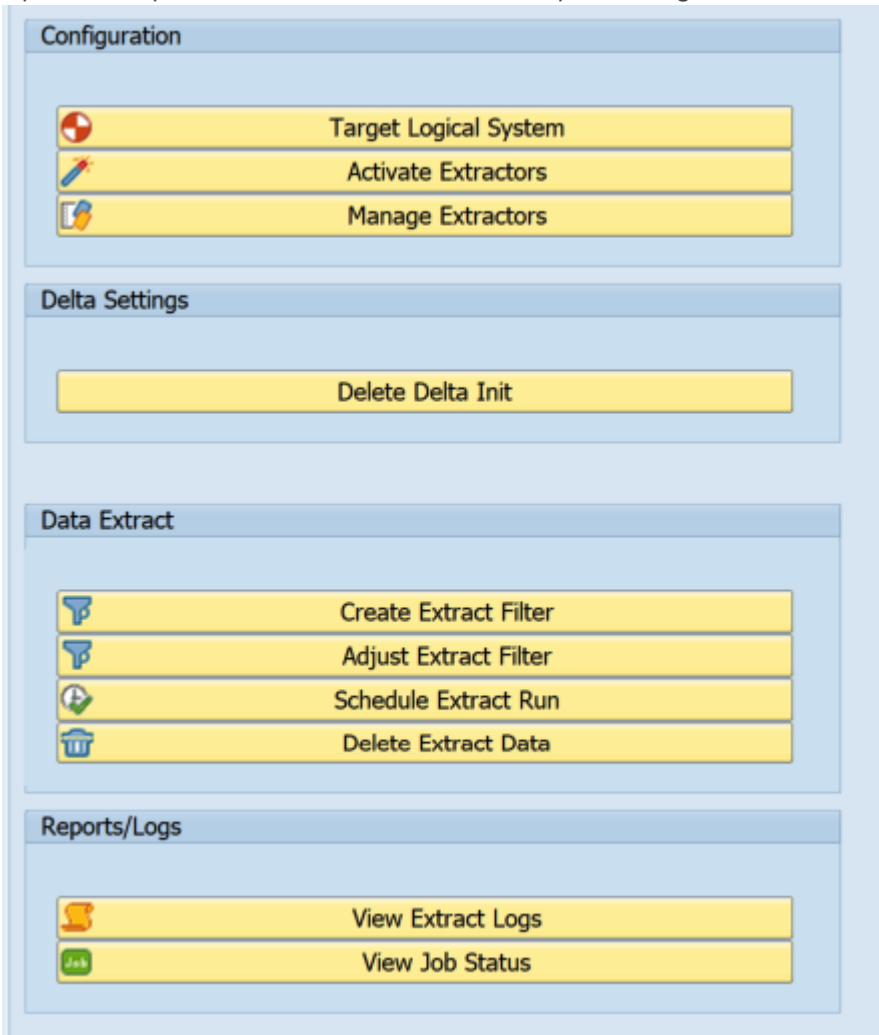 Configuration
Target Logical System
Activate Extractors
Manage Extractors
Delta Settings
Delete Delta Init
Data Extract
Create Extract Filter
Adjust Extract Filter
Schedule Extract Run
Delete Extract Data
Reports/Logs
View Extract Logs
Job View Job Status